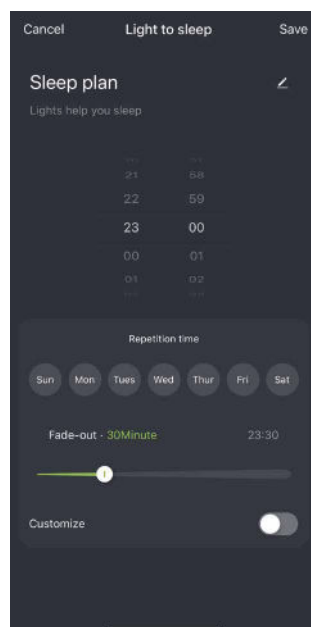 Cancel Light to sleep Save
Sleep plan
Lights help you sleep
21 58
22 59
23 00
00 01
01 02
Repetition time
Sun Mon Tues Wed Thur Fri Sat
Fade-out · 30Minute 23:30
Customize